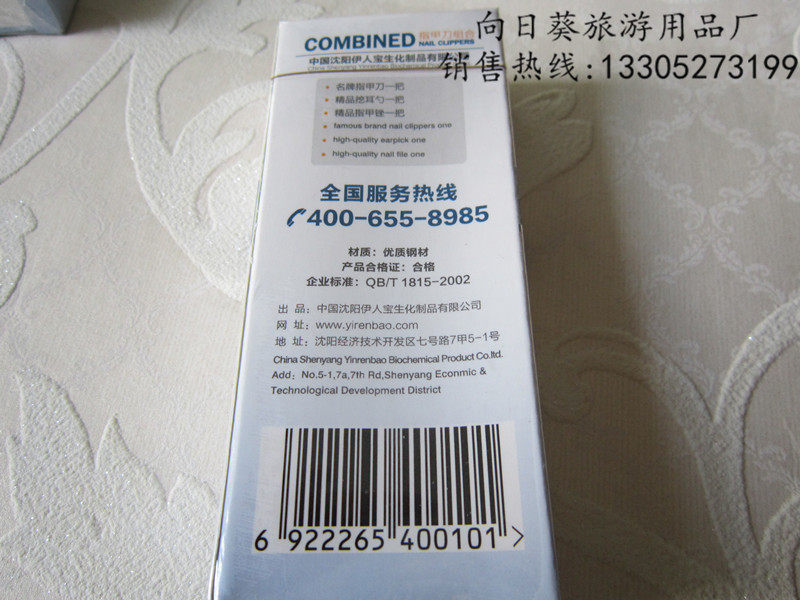 向日葵旅游用品厂
销售热线:13305273199
COMBINED 指甲刀组合
NAIL CLIPPERS
中国沈阳伊人宝生化制品有限
China Shenyang Yinrenbao Biochemical Product
• 名牌指甲刀一把
• 精品挖耳勺一把
• 精品指甲锉一把
• famous brand nail clippers one
• high-quality earpick one
• high-quality nail file one
全国服务热线
400-655-8985
材质：优质钢材
产品合格证：合格
企业标准：QB/T 1815-2002
出 品：中国沈阳伊人宝生化制品有限公司
网 址：www.yirenbao.com
地 址：沈阳经济技术开发区七号路7甲5-1号
China Shenyang Yinrenbao Biochemical Product Co.ltd.
Add：No.5-1,7a,7th Rd,Shenyang Econmic &
Technological Development District
6 922265 400101 >